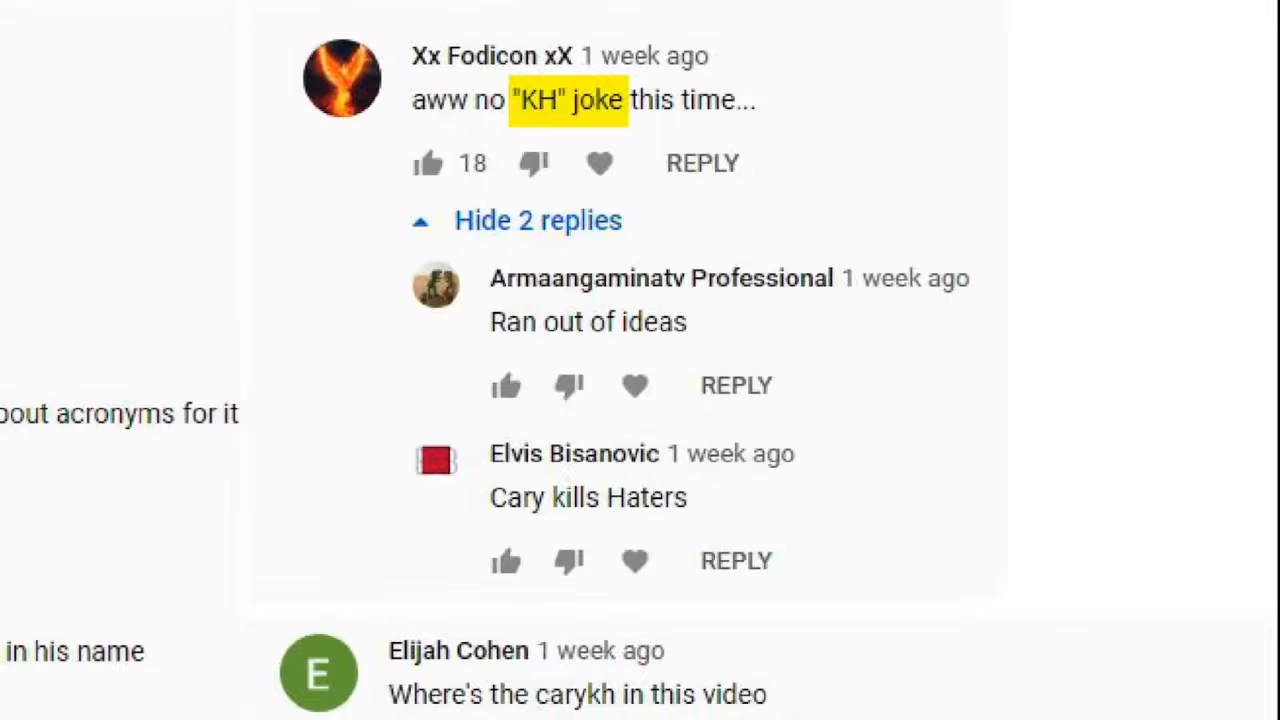 Xx Fodicon xX 1 week ago
aww no "KH" joke this time...
18 REPLY
Hide 2 replies
Armaangaminatv Professional 1 week ago
Ran out of ideas
REPLY
out acronyms for it
Elvis Bisanovic 1 week ago
Cary kills Haters
REPLY
in his name
E
Elijah Cohen 1 week ago
Where's the carykh in this video